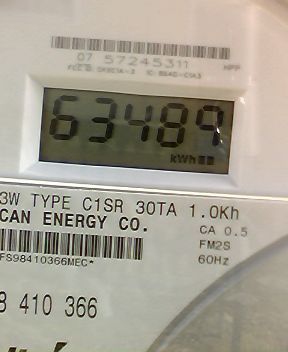 07 57245311
63489
kWh
3W TYPE C1SR 30TA 1.0Kh
CAN ENERGY CO.
CA 0.5
FM2S
60Hz
FS98410366MEC*
8 410 366